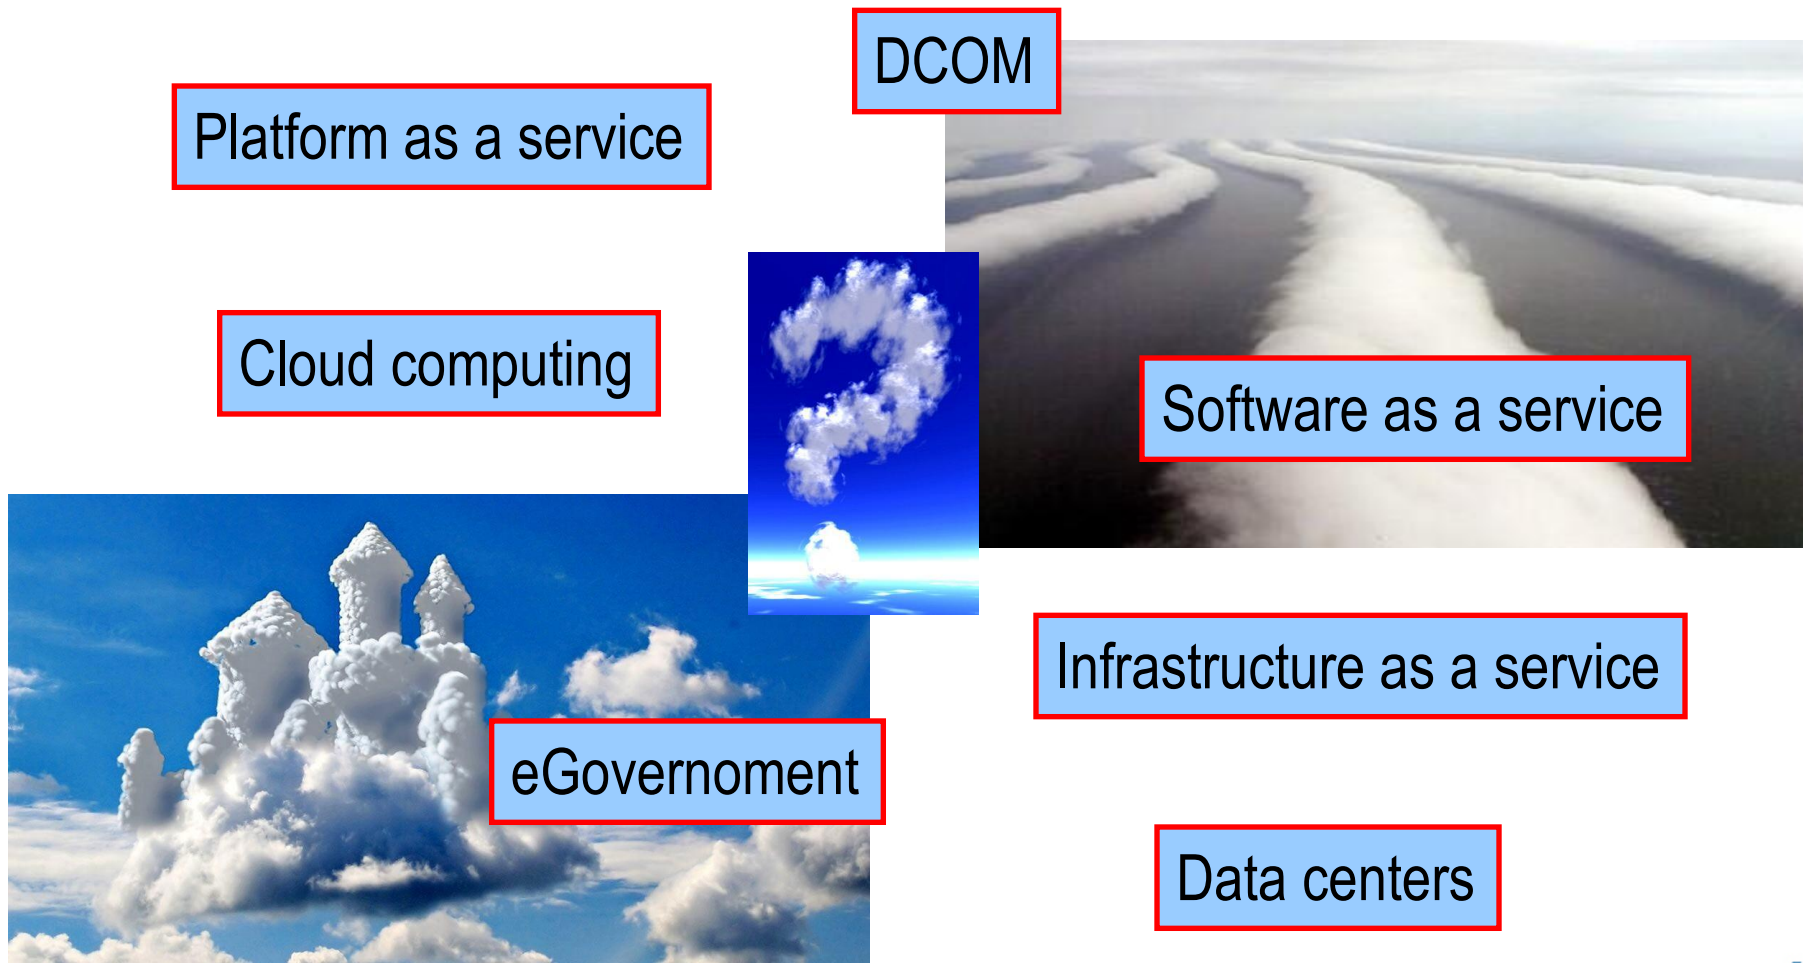 DCOM
Platform as a service
Cloud computing
Software as a service
Infrastructure as a service
eGovernoment
Data centers